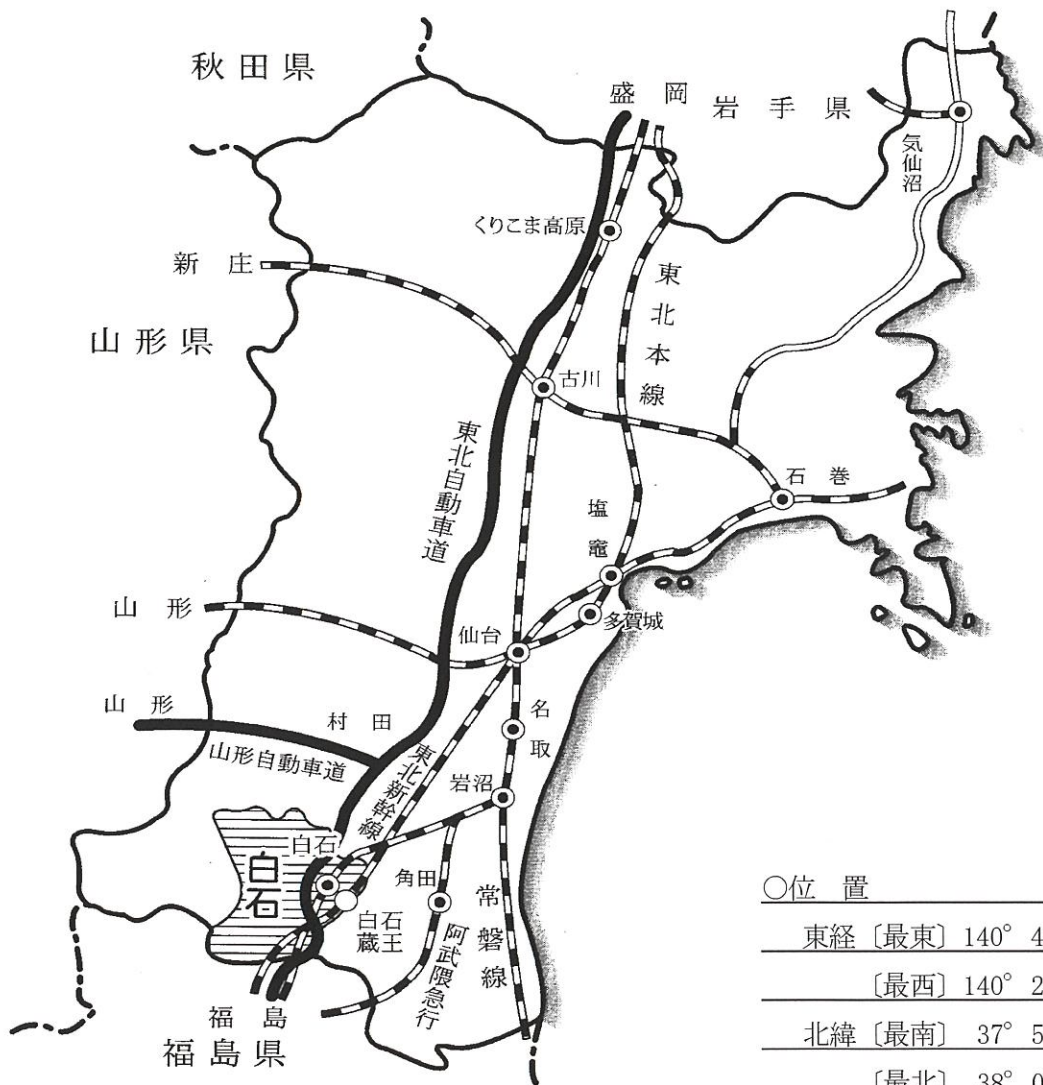 秋田県
盛岡
岩手県
気仙沼
くりこま高原
新庄
東北本線
山形県
古川
東北自動車道
石巻
塩竈
山形
仙台
多賀城
山形
村田
名取
山形自動車道
東北新幹線
岩沼
白石
白石
角田
白石蔵王
常磐線
阿武隈急行
福島
福島県
○位 置
東経〔最東〕140° 4
〔最西〕140° 2
北緯〔最南〕 37° 5
〔最北〕 38° 0